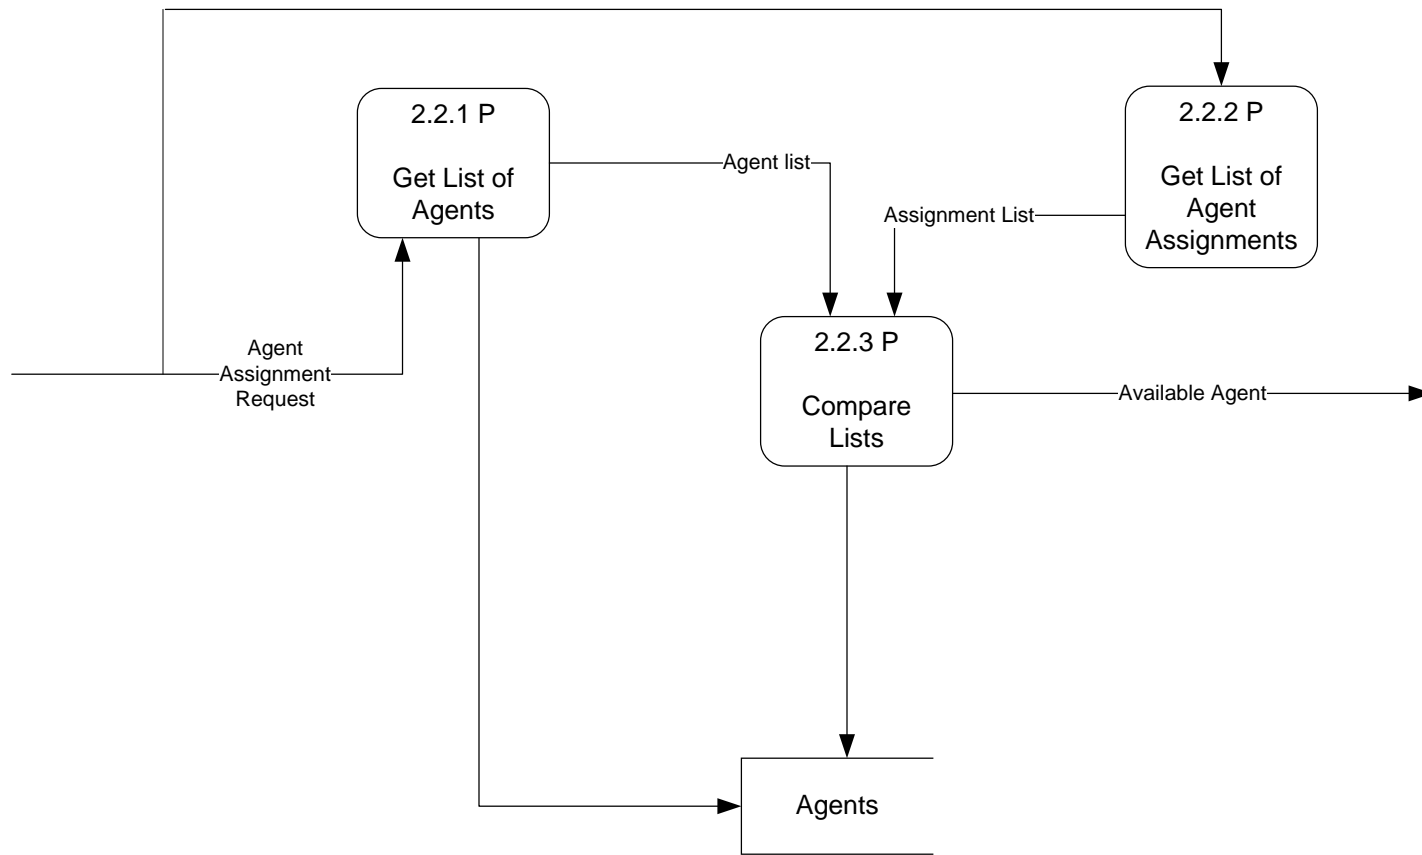 2.2.1 P
Get List of
Agents
Agent list
2.2.2 P
Get List of
Agent
Assignments
Assignment List
Agent
Assignment
Request
2.2.3 P
Compare
Lists
Available Agent
Agents